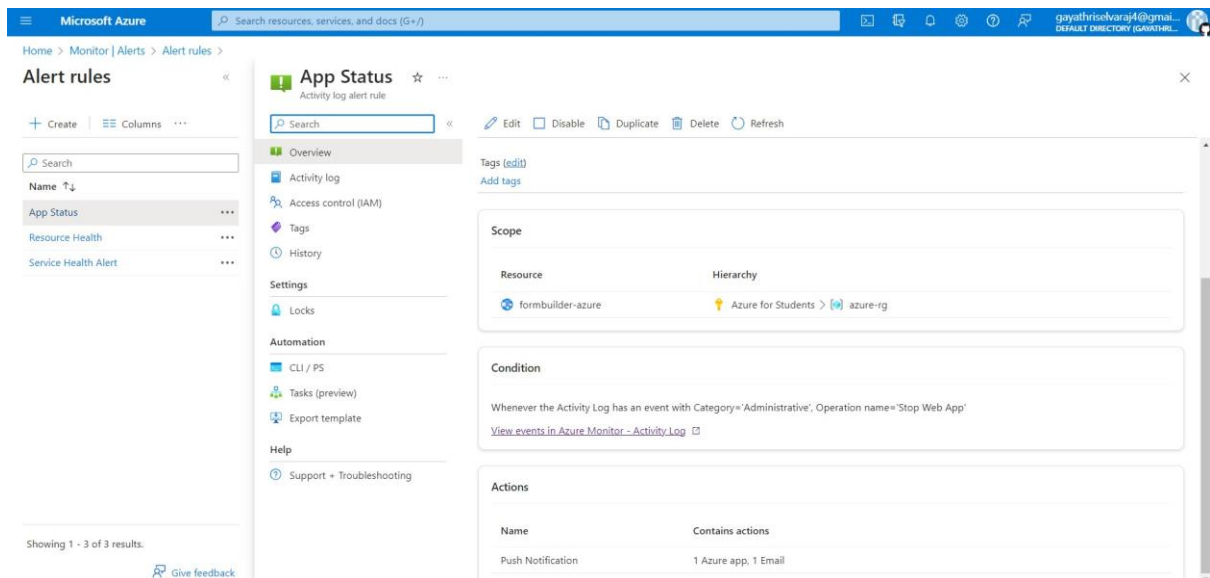 Microsoft Azure
Search resources, services, and docs (G+/)
gayathriselvaraj4@gmai...
DEFAULT DIRECTORY (GAYATHRI...
Home > Monitor | Alerts > Alert rules >
Alert rules
+ Create
Columns ...
Search
Name ↑↓
App Status ...
Resource Health ...
Service Health Alert ...
Showing 1 - 3 of 3 results.
Give feedback
App Status
Activity log alert rule
Search
Overview
Activity log
Access control (IAM)
Tags
History
Settings
Locks
Automation
CLI / PS
Tasks (preview)
Export template
Help
Support + Troubleshooting
Edit Disable Duplicate Delete Refresh
Tags (edit)
Add tags
Scope
Resource Hierarchy
formbuilder-azure Azure for Students > azure-rg
Condition
Whenever the Activity Log has an event with Category='Administrative', Operation name='Stop Web App'
View events in Azure Monitor - Activity Log
Actions
Name Contains actions
Push Notification 1 Azure app, 1 Email